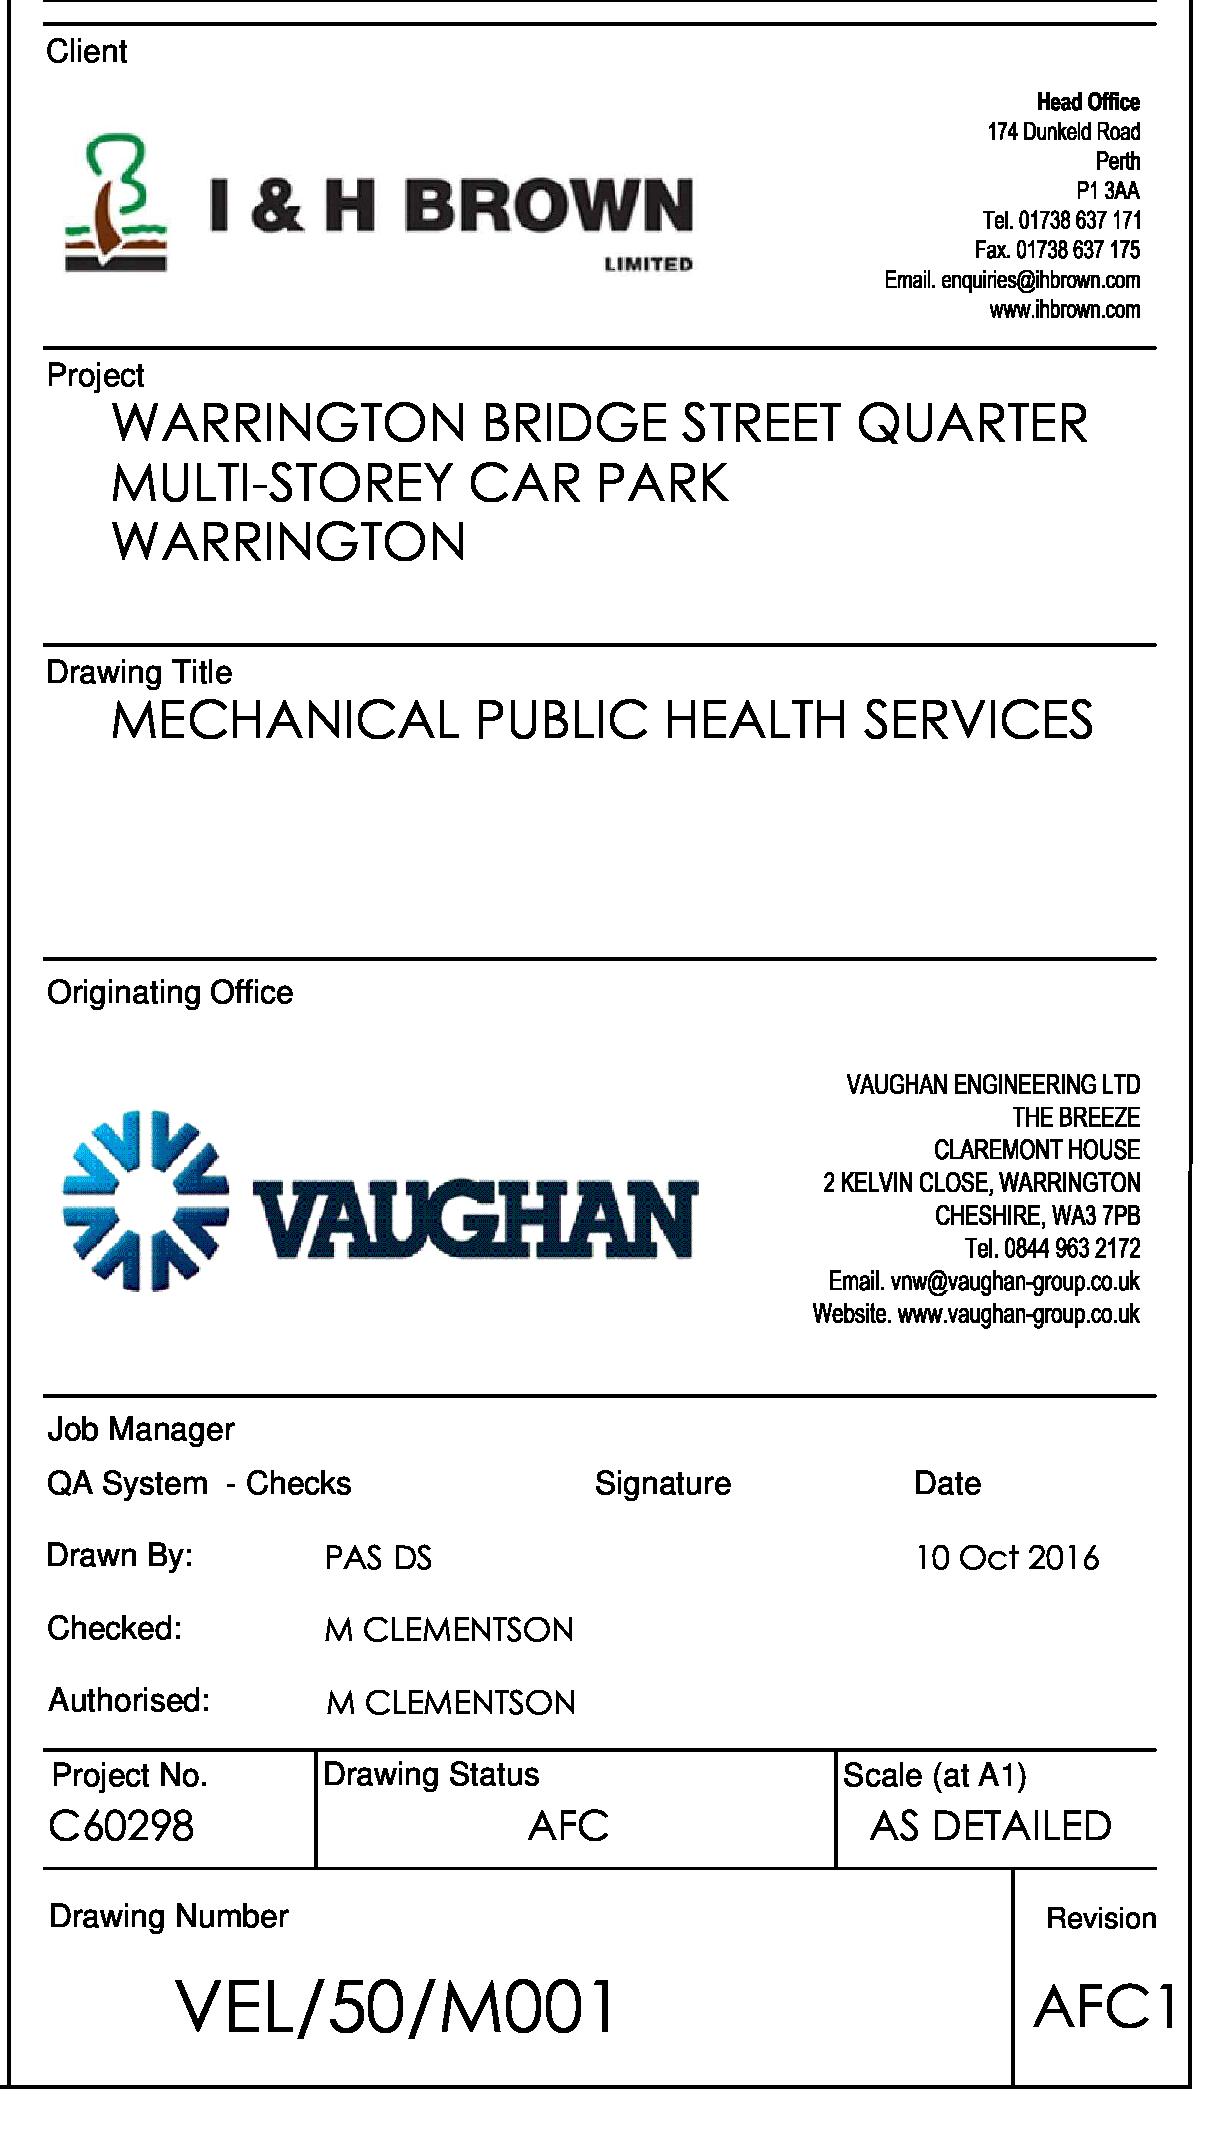 Client
Head Office
174 Dunkeld Road
Perth
P1 3AA
Tel. 01738 637 171
Fax. 01738 637 175
Email. enquiries@ihbrown.com
www.ihbrown.com
I & H BROWN
LIMITED
Project
WARRINGTON BRIDGE STREET QUARTER
MULTI-STOREY CAR PARK
WARRINGTON
Drawing Title
MECHANICAL PUBLIC HEALTH SERVICES
Originating Office
VAUGHAN
VAUGHAN ENGINEERING LTD
THE BREEZE
CLAREMONT HOUSE
2 KELVIN CLOSE, WARRINGTON
CHESHIRE, WA3 7PB
Tel. 0844 963 2172
Email. vnw@vaughan-group.co.uk
Website. www.vaughan-group.co.uk
Job Manager
QA System - Checks Signature Date
Drawn By: PAS DS 10 Oct 2016
Checked: M CLEMENTSON
Authorised: M CLEMENTSON
Project No. Drawing Status Scale (at A1)
C60298 AFC AS DETAILED
Drawing Number Revision
VEL/50/M001 AFC1